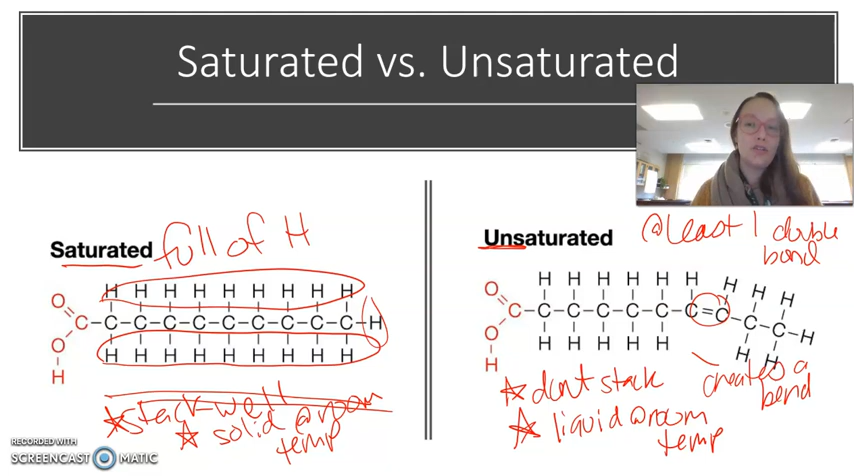 Saturated vs. Unsaturated
Saturated full of H
H H H H H H H H H
O
C-C-C-C-C-C-C-C-C-C-H
O
H H H H H H H H H
H
stack well
solid @ room temp
Unsaturated
@ least 1 double
bond
H H H H H H H H H
O
C-C-C-C-C-C-C=C-C-C-H
O
H H H H H H H
H
creates a
bend
dont stack
liquid @ room
temp
RECORDED WITH
SCREENCAST MATIC